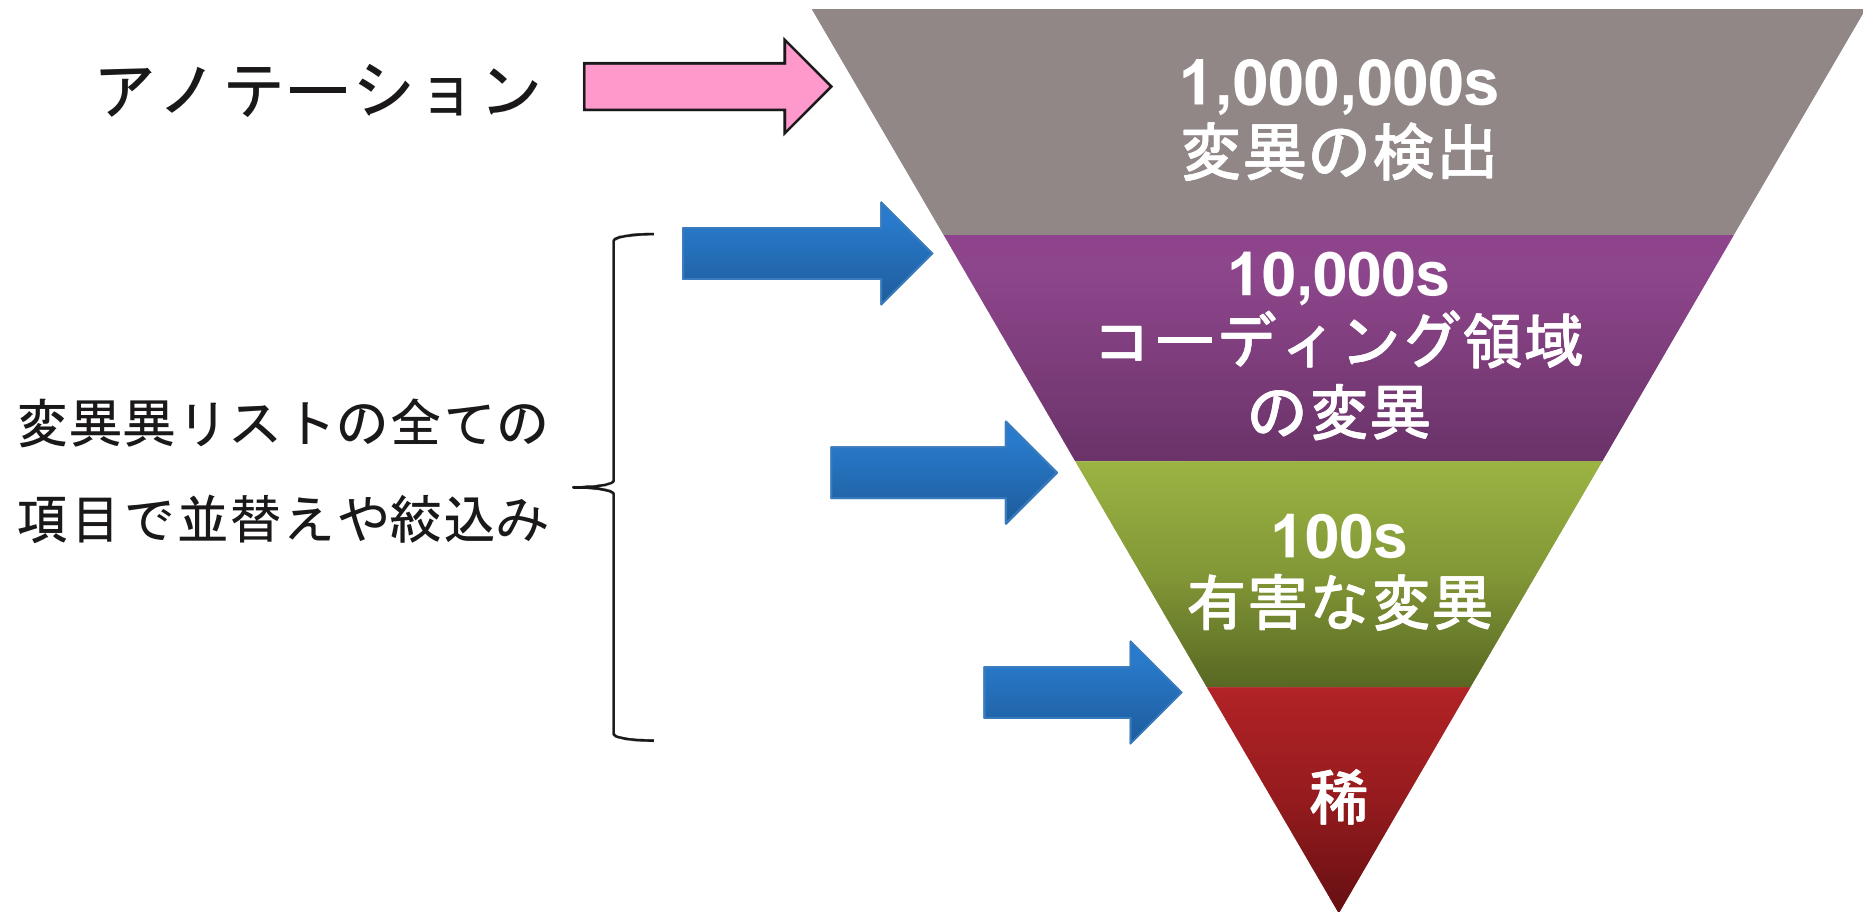 アノテーション
1,000,000s
変異の検出
10,000s
コーディング領域
の変異
変異異リストの全ての
項目で並替えや絞込み
100s
有害な変異
稀